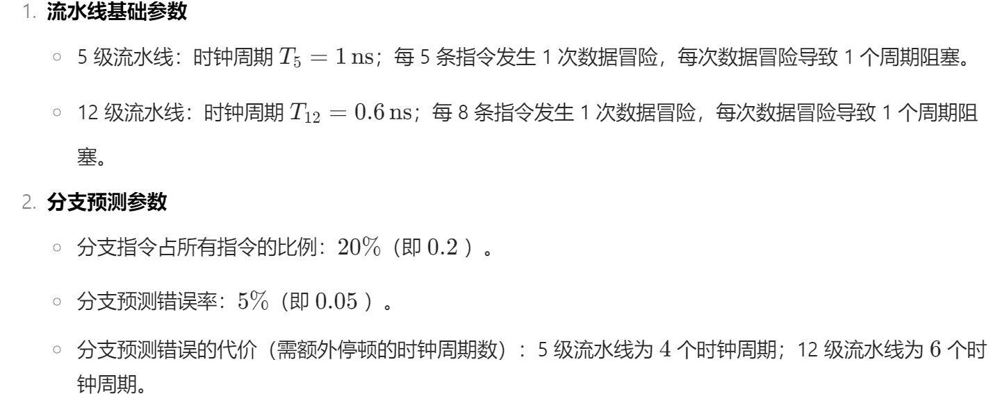 1. 流水线基础参数
○ 5 级流水线：时钟周期 T₅ = 1 ns；每 5 条指令发生 1 次数据冒险，每次数据冒险导致 1 个周期阻塞。
○ 12 级流水线：时钟周期 T₁₂ = 0.6 ns；每 8 条指令发生 1 次数据冒险，每次数据冒险导致 1 个周期阻
塞。
2. 分支预测参数
○ 分支指令占所有指令的比例：20%（即 0.2 ）。
○ 分支预测错误率：5%（即 0.05 ）。
○ 分支预测错误的代价（需额外停顿的时钟周期数）：5 级流水线为 4 个时钟周期；12 级流水线为 6 个时
钟周期。